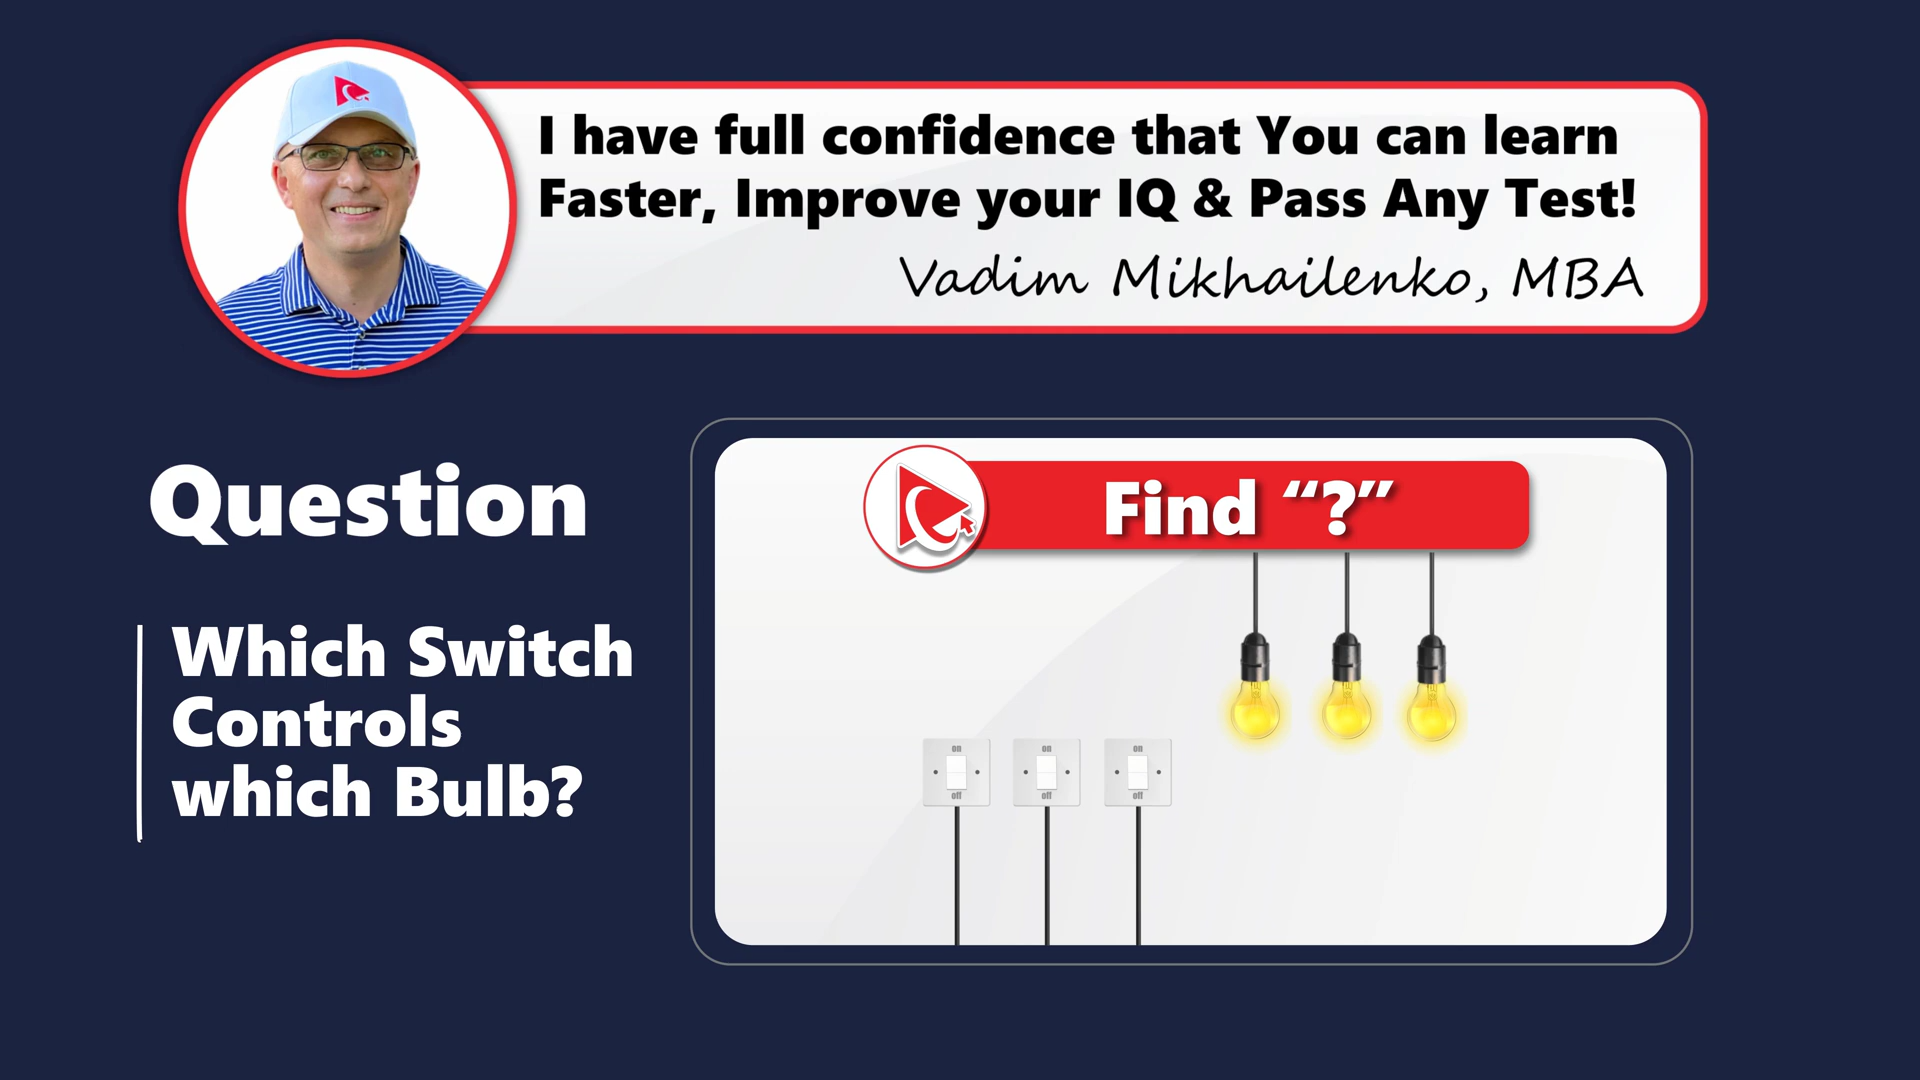 I have full confidence that You can learn
Faster, Improve your IQ & Pass Any Test!
Vadim Mikhailenko, MBA
Question
Find “?”
Which Switch
Controls
which Bulb?
on on on
off off off